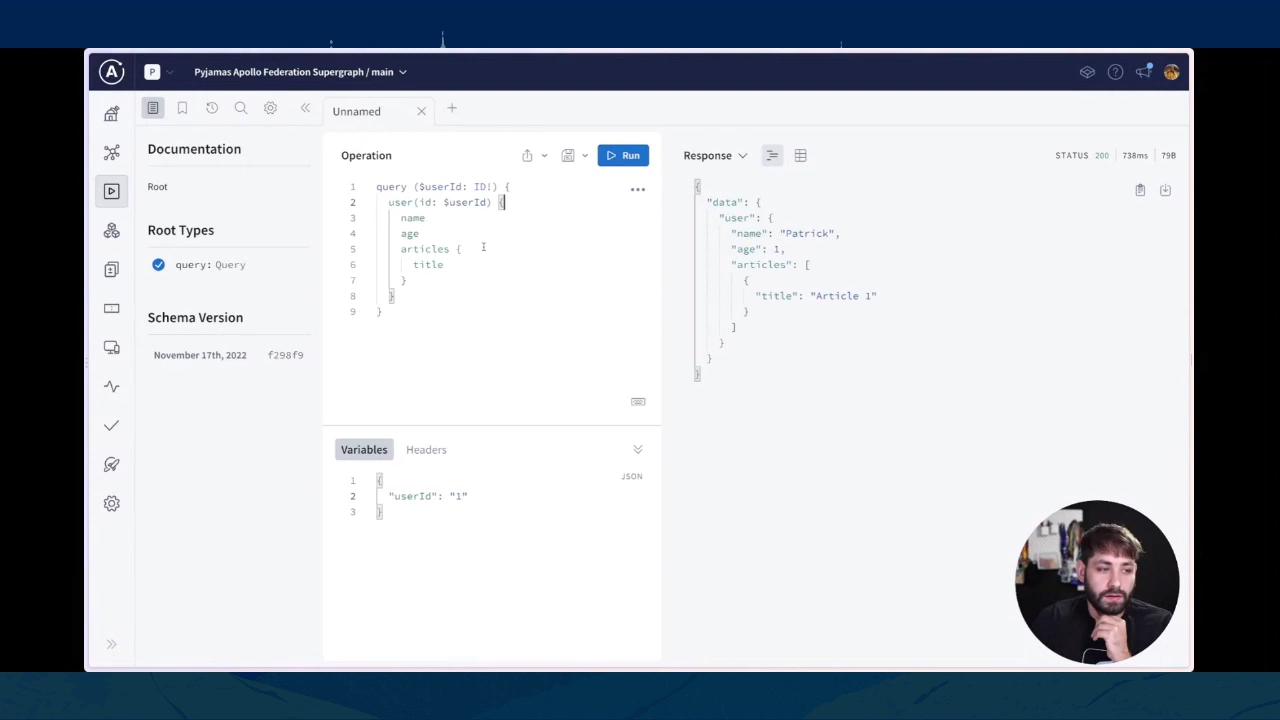 P
Pyjamas Apollo Federation Supergraph / main
Unnamed
Documentation
Root
Root Types
query: Query
Schema Version
November 17th, 2022 f298f9
Operation
Run
1 query ($userId: ID!) {
2 user(id: $userId) {
3 name
4 age
5 articles {
6 title
7 }
8 }
9 }
Variables Headers
JSON
1 {
2 "userId": "1"
3 }
Response
STATUS 200 738ms 79B
{
"data": {
"user": {
"name": "Patrick",
"age": 1,
"articles": [
{
"title": "Article 1"
}
]
}
}
}